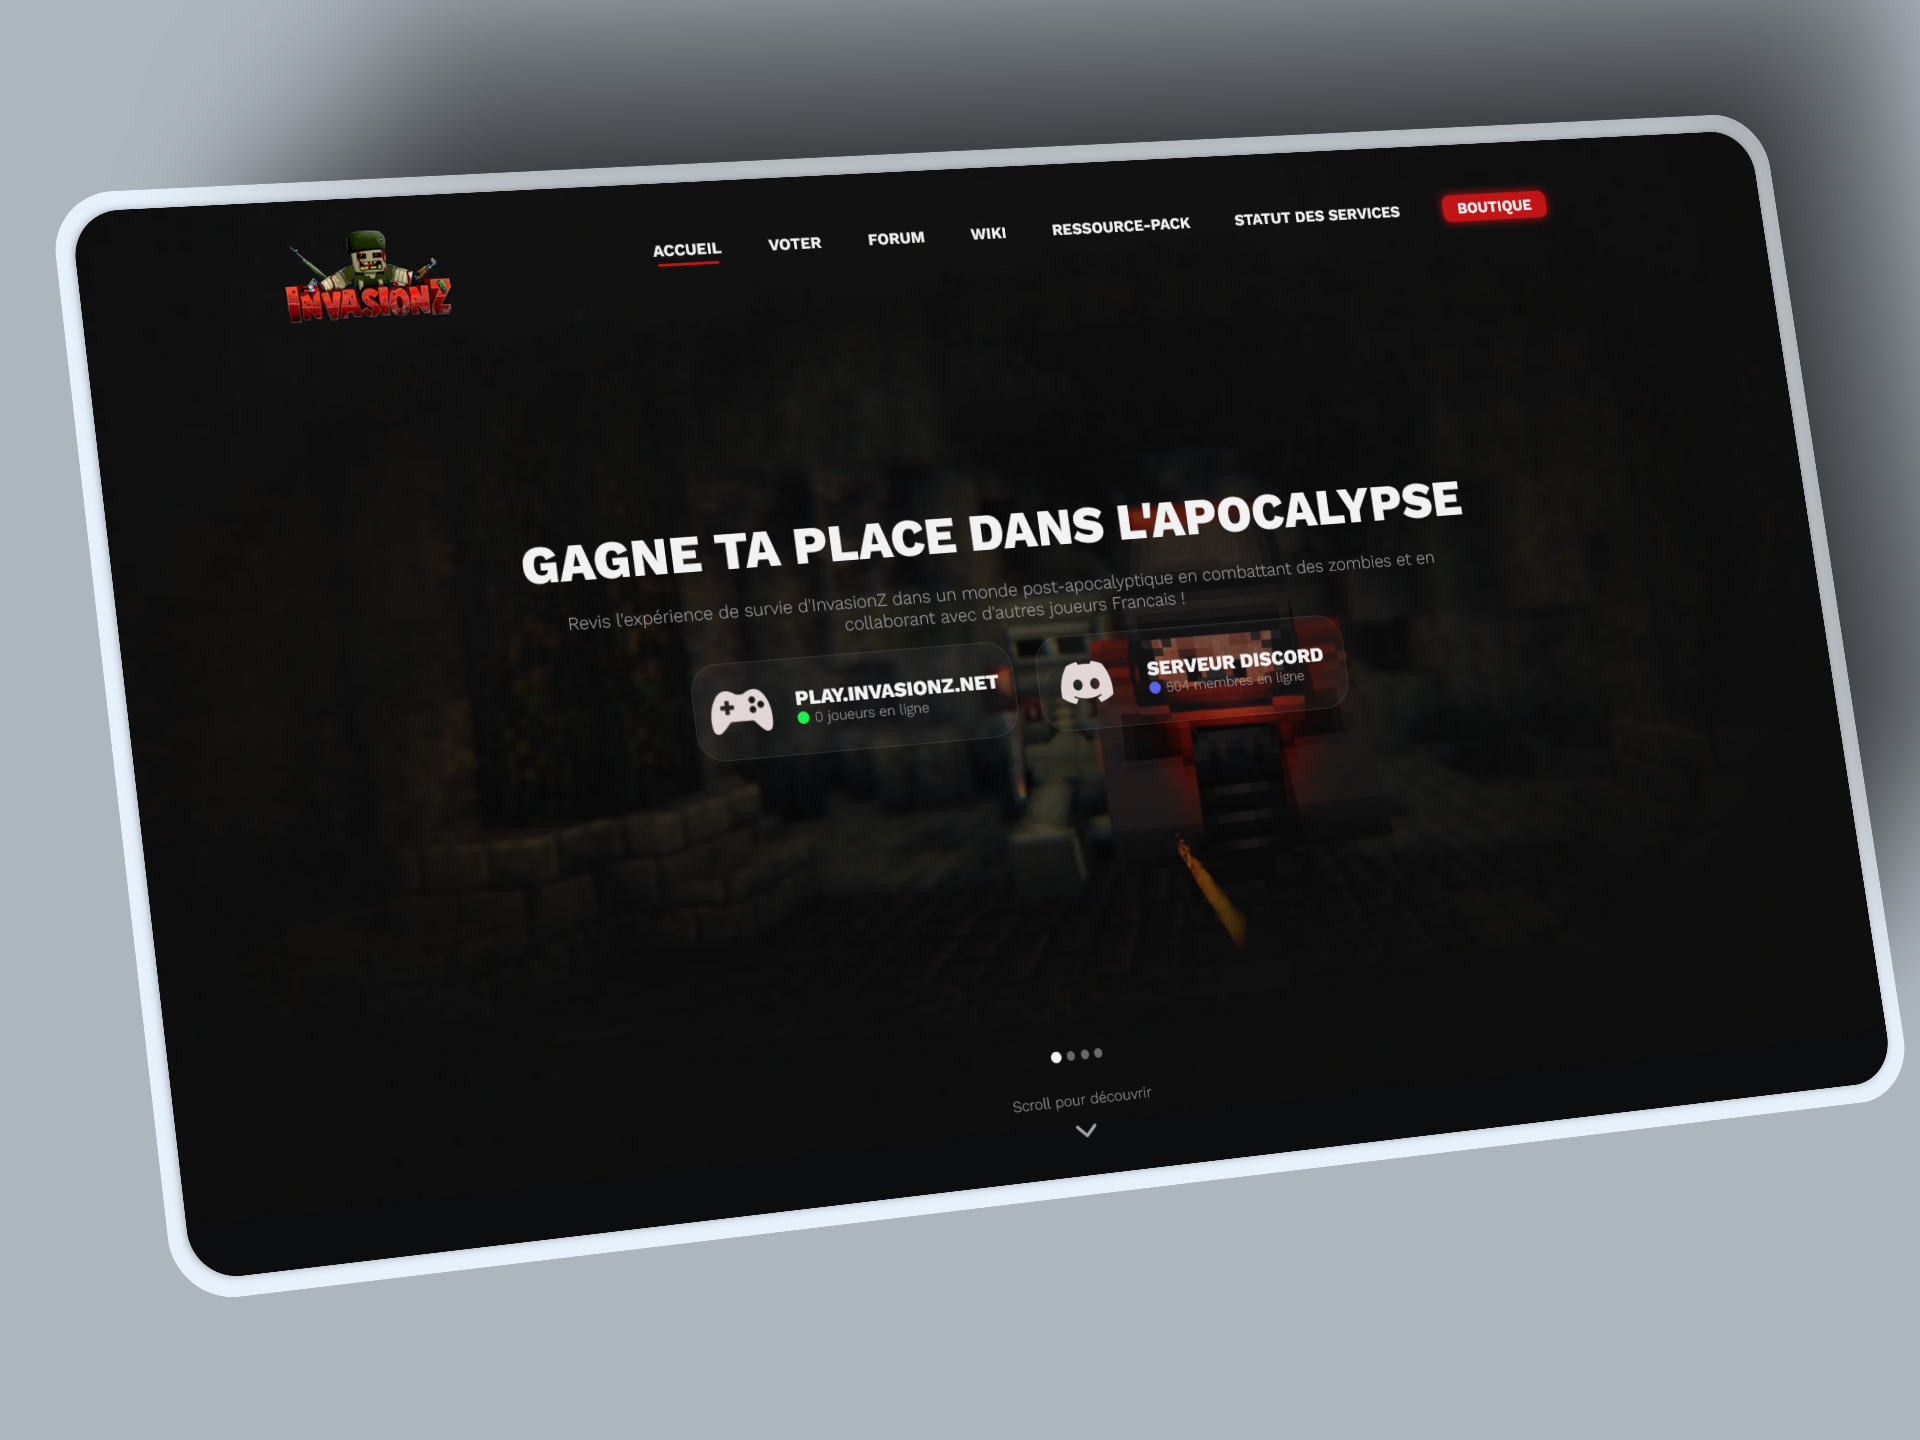 INVASIONZ
ACCUEIL VOTER FORUM WIKI RESSOURCE-PACK STATUT DES SERVICES BOUTIQUE
GAGNE TA PLACE DANS L'APOCALYPSE
Revis l'expérience de survie d'InvasionZ dans un monde post-apocalyptique en combattant des zombies et en
collaborant avec d'autres joueurs Francais !
PLAY.INVASIONZ.NET
0 joueurs en ligne
SERVEUR DISCORD
504 membres en ligne
Scroll pour découvrir